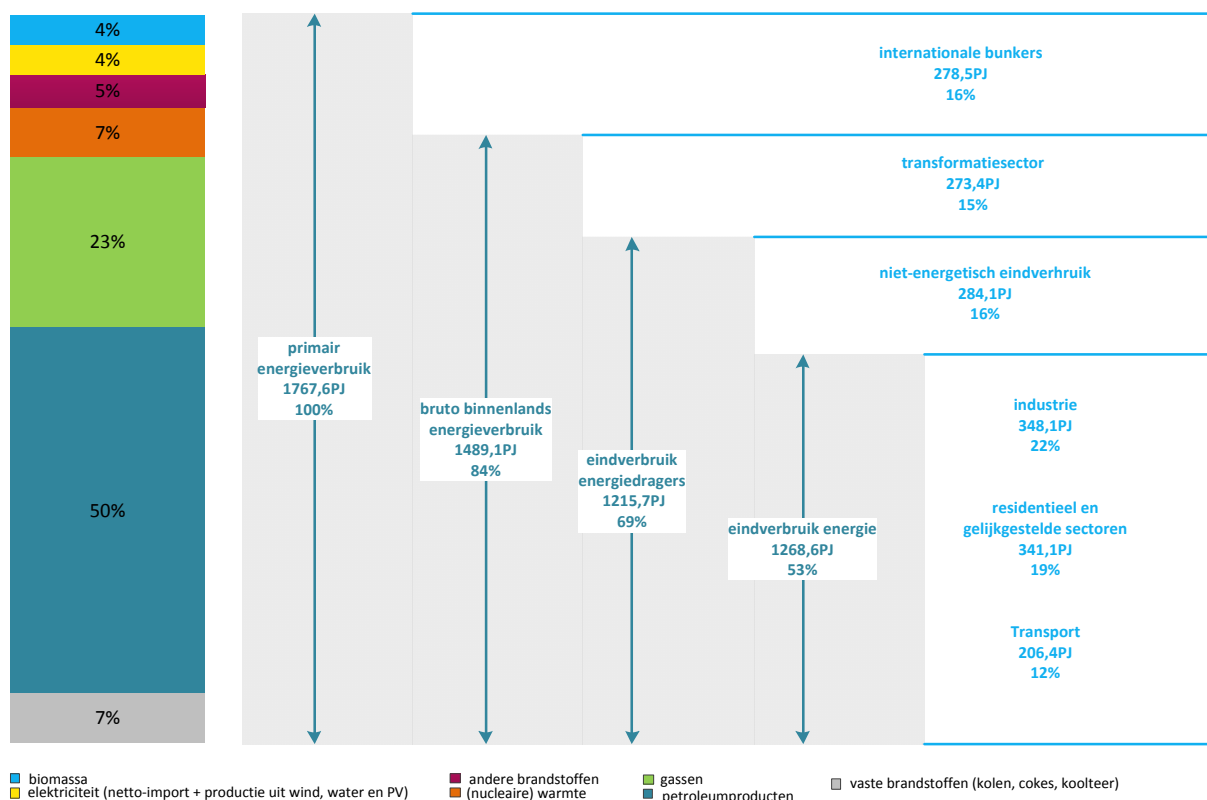 4%
4%
5%
7%
23%
50%
7%
primair
energieverbruik
1767,6PJ
100%
bruto binnenlands
energieverbruik
1489,1PJ
84%
eindverbruik
energiedragers
1215,7PJ
69%
eindverbruik energie
1268,6PJ
53%
internationale bunkers
278,5PJ
16%
transformatiesector
273,4PJ
15%
niet-energetisch eindverhruik
284,1PJ
16%
industrie
348,1PJ
22%
residentieel en
gelijkgestelde sectoren
341,1PJ
19%
Transport
206,4PJ
12%
biomassa
elektriciteit (netto-import + productie uit wind, water en PV)
andere brandstoffen
(nucleaire) warmte
gassen
petroleumproducten
vaste brandstoffen (kolen, cokes, koolteer)